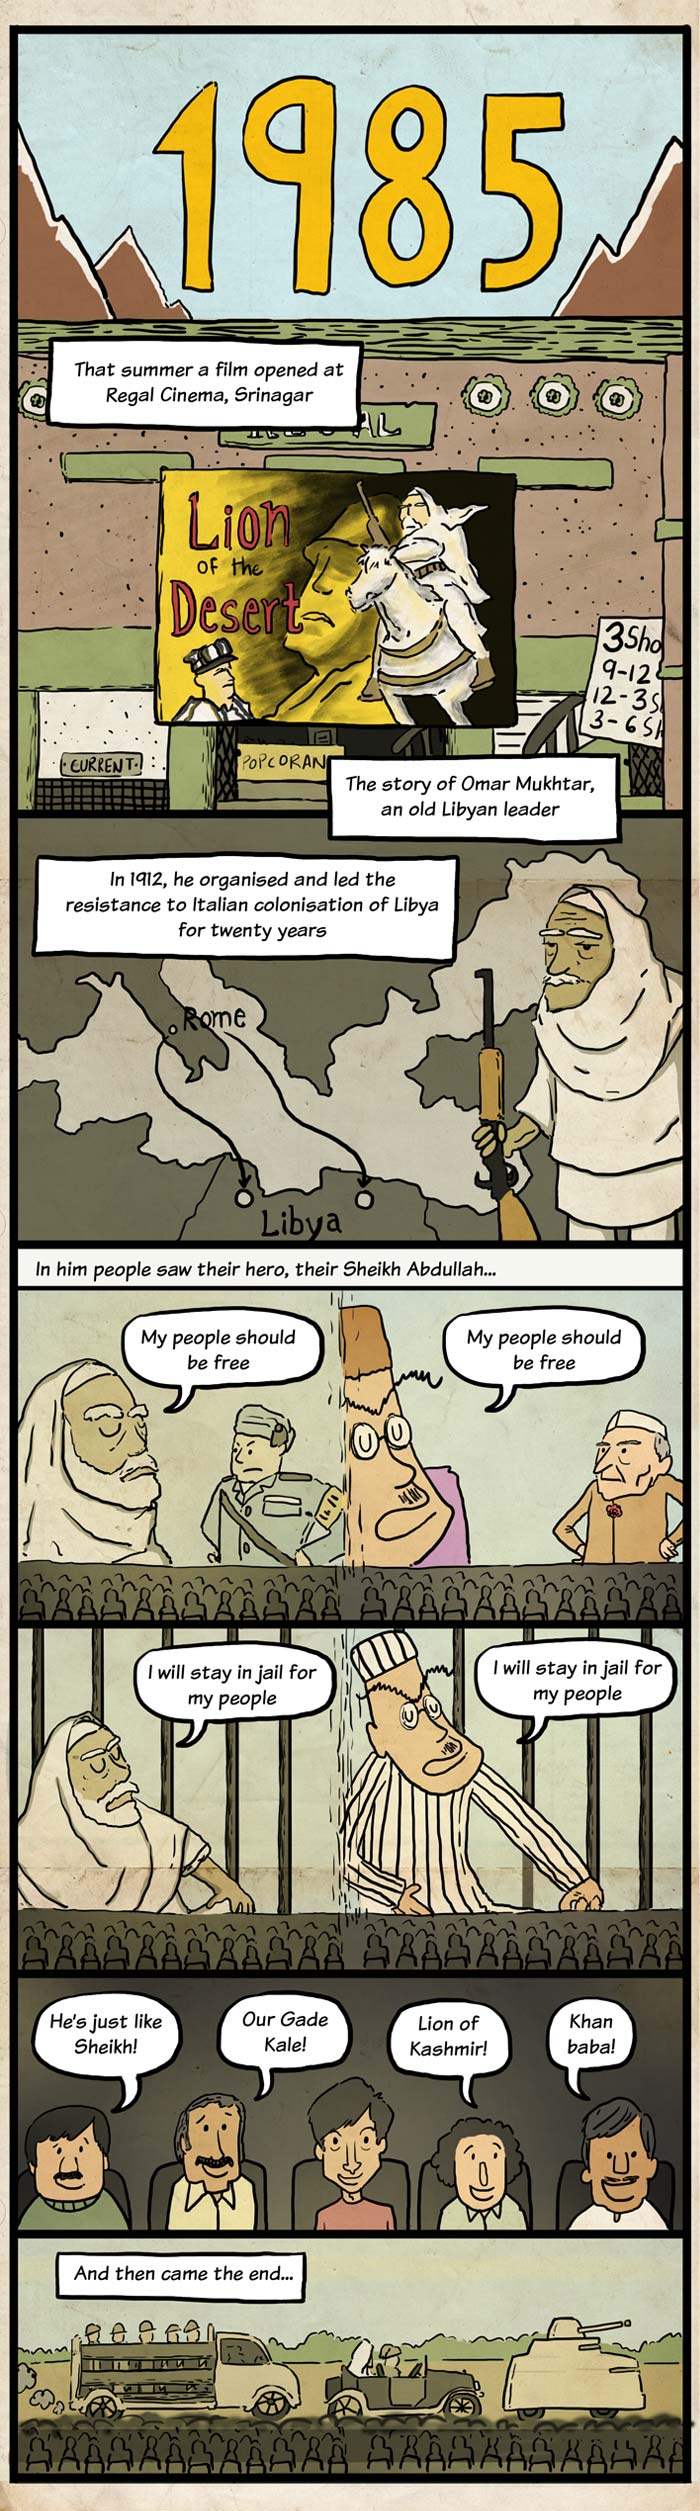 1985
That summer a film opened at
Regal Cinema, Srinagar
Lion
of the
Desert
3 Sho
9-12
12-3 S
3-6 Sh
CURRENT
POPCORAN
The story of Omar Mukhtar,
an old Libyan leader
In 1912, he organised and led the
resistance to Italian colonisation of Libya
for twenty years
Rome
Libya
In him people saw their hero, their Sheikh Abdullah...
My people should
be free
My people should
be free
I will stay in jail for
my people
I will stay in jail for
my people
He's just like
Sheikh!
Our Gade
Kale!
Lion of
Kashmir!
Khan
baba!
And then came the end...